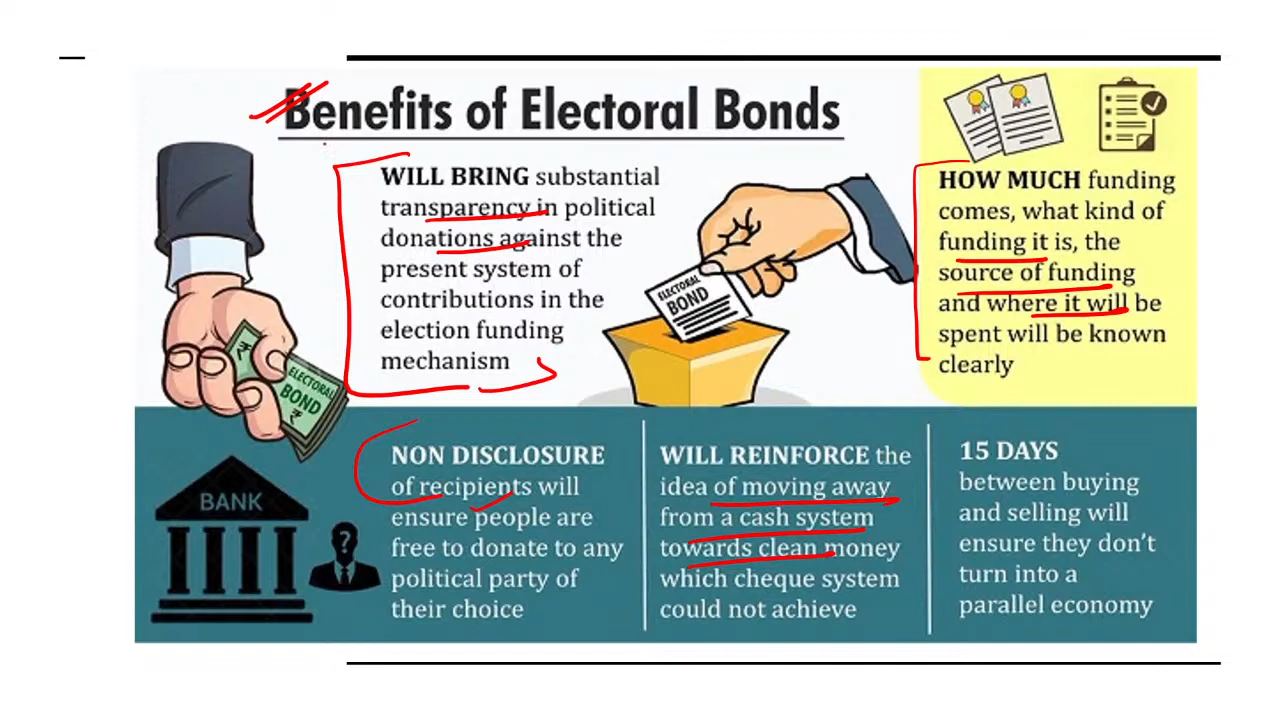 Benefits of Electoral Bonds
WILL BRING substantial
transparency in political
donations against the
present system of
contributions in the
election funding
mechanism
HOW MUCH funding
comes, what kind of
funding it is, the
source of funding
and where it will be
spent will be known
clearly
ELECTORAL
BOND
₹
ELECTORAL
BOND
₹
BANK
?
NON DISCLOSURE
of recipients will
ensure people are
free to donate to any
political party of
their choice
WILL REINFORCE the
idea of moving away
from a cash system
towards clean money
which cheque system
could not achieve
15 DAYS
between buying
and selling will
ensure they don't
turn into a
parallel economy